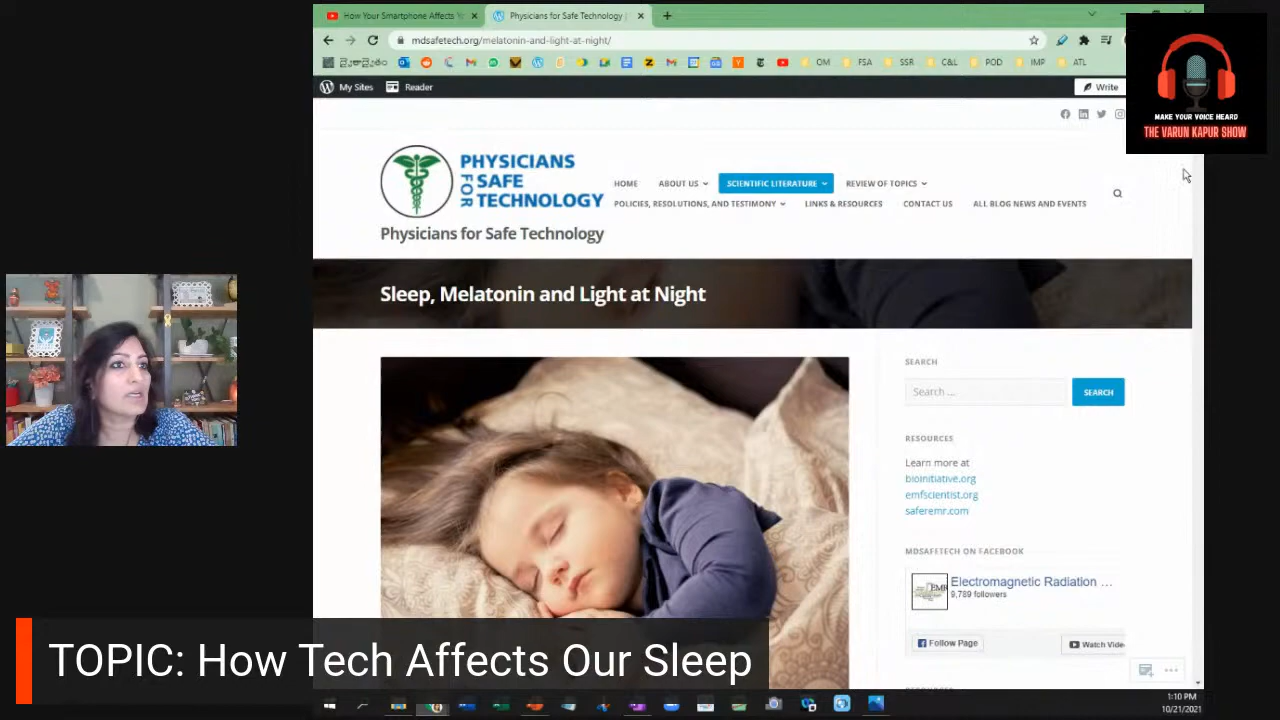 How Your Smartphone Affects
Physicians for Safe Technology
mdsafetech.org/melatonin-and-light-at-night/
OM FSA SSR C&L POD IMP ATL
My Sites Reader
Write
MAKE YOUR VOICE HEARD
THE VARUN KAPUR SHOW
PHYSICIANS
FOR
SAFE
TECHNOLOGY
Physicians for Safe Technology
HOME ABOUT US SCIENTIFIC LITERATURE REVIEW OF TOPICS
POLICIES, RESOLUTIONS, AND TESTIMONY LINKS & RESOURCES CONTACT US ALL BLOG NEWS AND EVENTS
Sleep, Melatonin and Light at Night
SEARCH
Search ...
SEARCH
RESOURCES
Learn more at
bioinitiative.org
emfscientist.org
saferemr.com
MDSAFETECH ON FACEBOOK
Electromagnetic Radiation ...
9,789 followers
Follow Page
Watch Vide
TOPIC: How Tech Affects Our Sleep
1:10 PM
10/21/2021